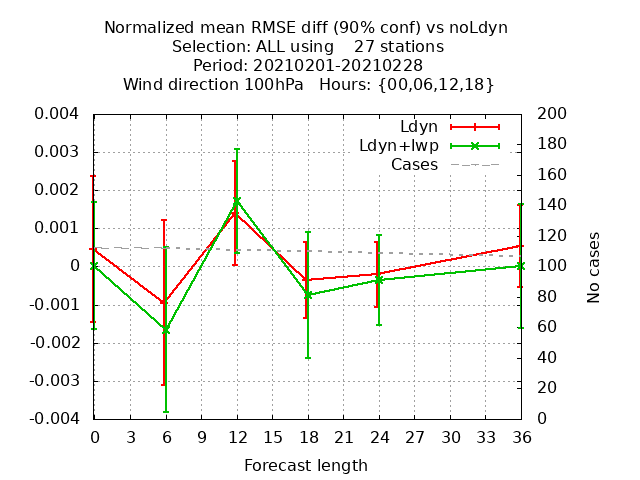 Normalized mean RMSE diff (90% conf) vs noLdyn
Selection: ALL using    27 stations
Period: 20210201-20210228
Wind direction 100hPa   Hours: {00,06,12,18}
0.004
0.003
0.002
0.001
0
-0.001
-0.002
-0.003
-0.004
Ldyn
Ldyn+lwp
Cases
200
180
160
140
120
100
80
60
40
20
0
No cases
0 3 6 9 12 15 18 21 24 27 30 33 36
Forecast length